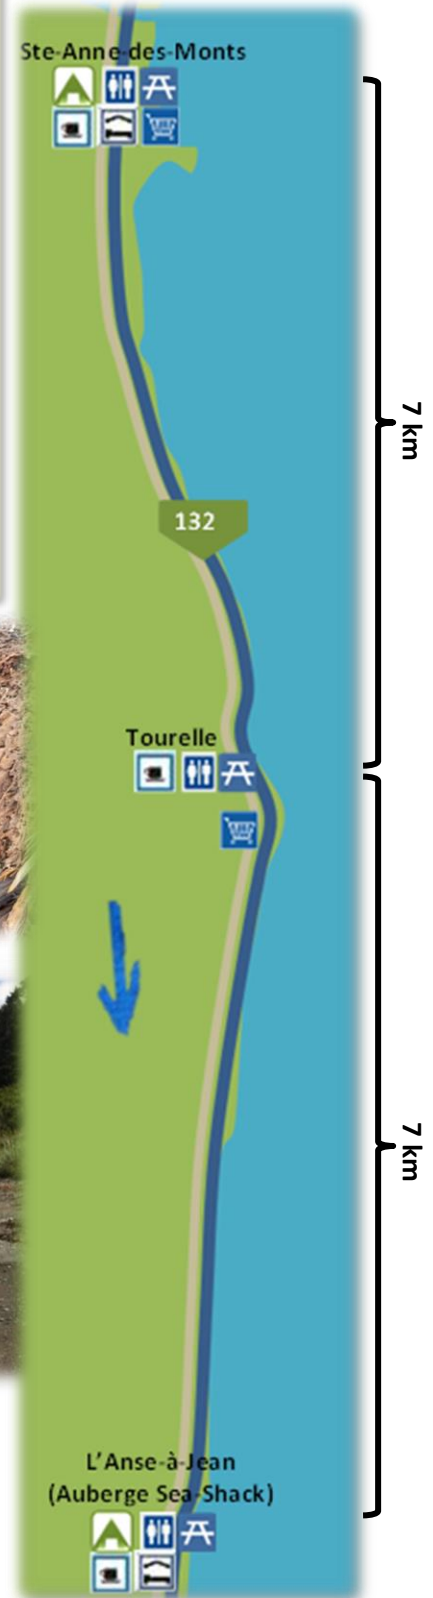 Ste-Anne-des-Monts
7 km
132
Tourelle
7 km
L'Anse-à-Jean
(Auberge Sea-Shack)